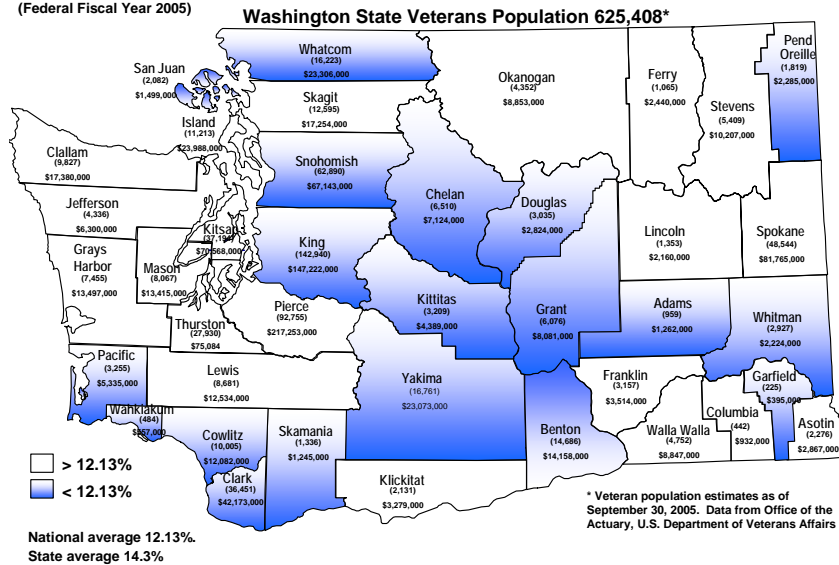 (Federal Fiscal Year 2005)
Washington State Veterans Population 625,408*
Whatcom
(16,223)
$23,306,000
San Juan
(2,082)
$1,499,000
Skagit
(12,595)
$17,254,000
Island
(11,213)
$23,988,000
Okanogan
(4,352)
$8,853,000
Ferry
(1,065)
$2,440,000
Stevens
(5,409)
$10,207,000
Pend
Oreille
(1,819)
$2,285,000
Clallam
(9,827)
$17,380,000
Snohomish
(62,890)
$67,143,000
Chelan
(6,510)
$7,124,000
Douglas
(3,035)
$2,824,000
Jefferson
(4,336)
$6,300,000
Kitsap
(37,194)
$70,568,000
King
(142,940)
$147,222,000
Lincoln
(1,353)
$2,160,000
Spokane
(48,544)
$81,765,000
Grays
Harbor
(7,455)
$13,497,000
Mason
(8,067)
$13,415,000
Thurston
(27,930)
$75,084
Pierce
(92,755)
$217,253,000
Kittitas
(3,209)
$4,389,000
Grant
(6,076)
$8,081,000
Adams
(959)
$1,262,000
Whitman
(2,927)
$2,224,000
Pacific
(3,255)
$5,335,000
Lewis
(8,681)
$12,534,000
Yakima
(16,761)
$23,073,000
Franklin
(3,157)
$3,514,000
Garfield
(225)
$395,000
Wahkiakum
(484)
$557,000
Cowlitz
(10,005)
$12,082,000
Skamania
(1,336)
$1,245,000
Benton
(14,686)
$14,158,000
Walla Walla
(4,752)
$8,847,000
Columbia
(442)
$932,000
Asotin
(2,276)
$2,867,000
Clark
(36,451)
$42,173,000
Klickitat
(2,131)
$3,279,000
> 12.13%
< 12.13%
National average 12.13%.
State average 14.3%
* Veteran population estimates as of
September 30, 2005. Data from Office of the
Actuary, U.S. Department of Veterans Affairs